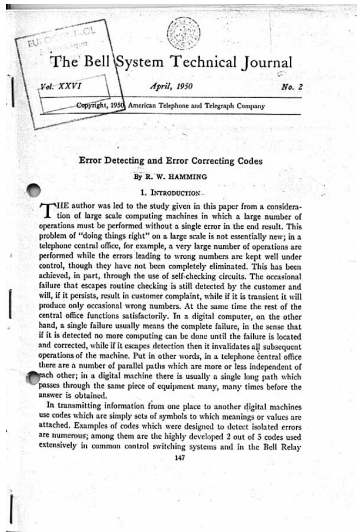 The Bell System Technical Journal
Vol. XXVI April, 1950 No. 2
Copyright, 1950, American Telephone and Telegraph Company
Error Detecting and Error Correcting Codes
By R. W. HAMMING
1. INTRODUCTION
THE author was led to the study given in this paper from a considera-
tion of large scale computing machines in which a large number of
operations must be performed without a single error in the end result. This
problem of "doing things right" on a large scale is not essentially new; in a
telephone central office, for example, a very large number of operations are
performed while the errors leading to wrong numbers are kept well under
control, though they have not been completely eliminated. This has been
achieved, in part, through the use of self-checking circuits. The occasional
failure that escapes routine checking is still detected by the customer and
will, if it persists, result in customer complaint, while if it is transient it will
produce only occasional wrong numbers. At the same time the rest of the
central office functions satisfactorily. In a digital computer, on the other
hand, a single failure usually means the complete failure, in the sense that
if it is detected no more computing can be done until the failure is located
and corrected, while if it escapes detection then it invalidates all subsequent
operations of the machine. Put in other words, in a telephone central office
there are a number of parallel paths which are more or less independent of
each other; in a digital machine there is usually a single long path which
passes through the same piece of equipment many, many times before the
answer is obtained.
In transmitting information from one place to another digital machines
use codes which are simply sets of symbols to which meanings or values are
attached. Examples of codes which were designed to detect isolated errors
are numerous; among them are the highly developed 2 out of 5 codes used
extensively in common control switching systems and in the Bell Relay
147